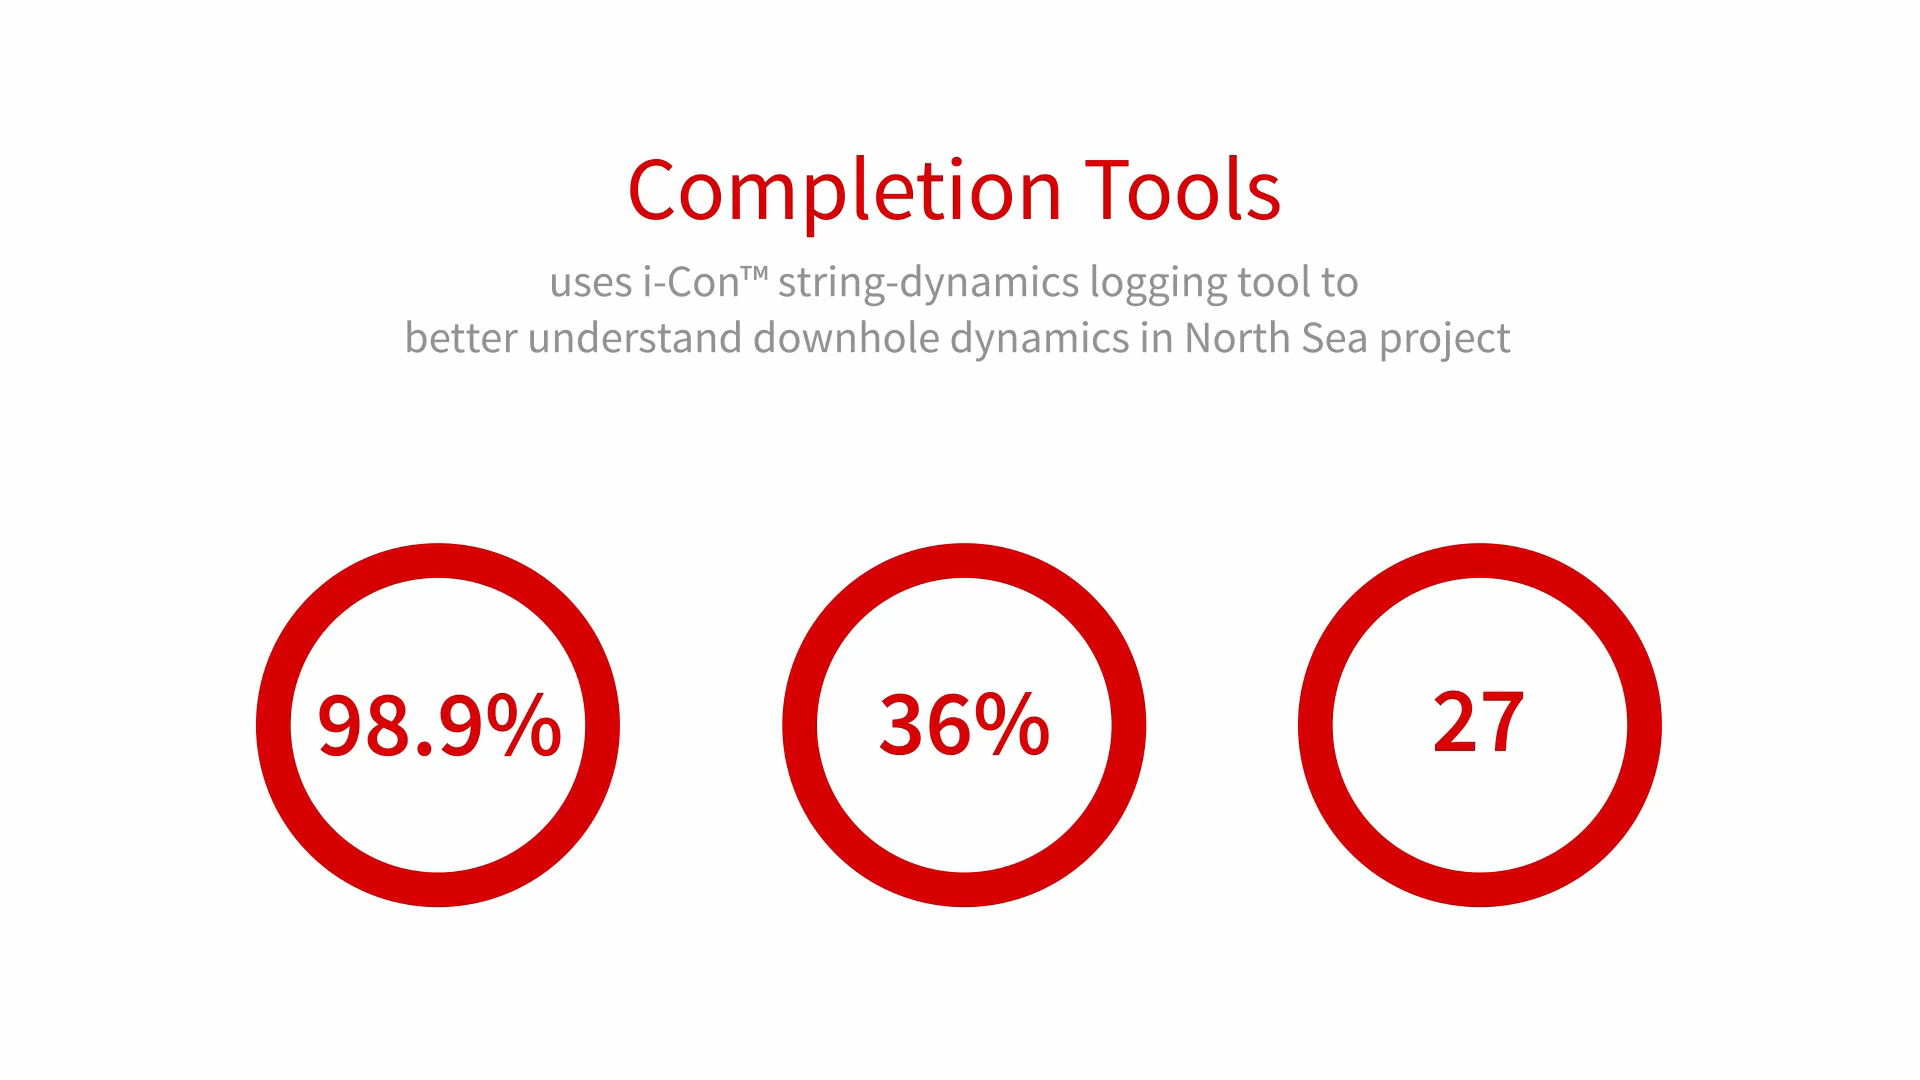 Completion Tools
uses i-Con™ string-dynamics logging tool to
better understand downhole dynamics in North Sea project
98.9%
36%
27